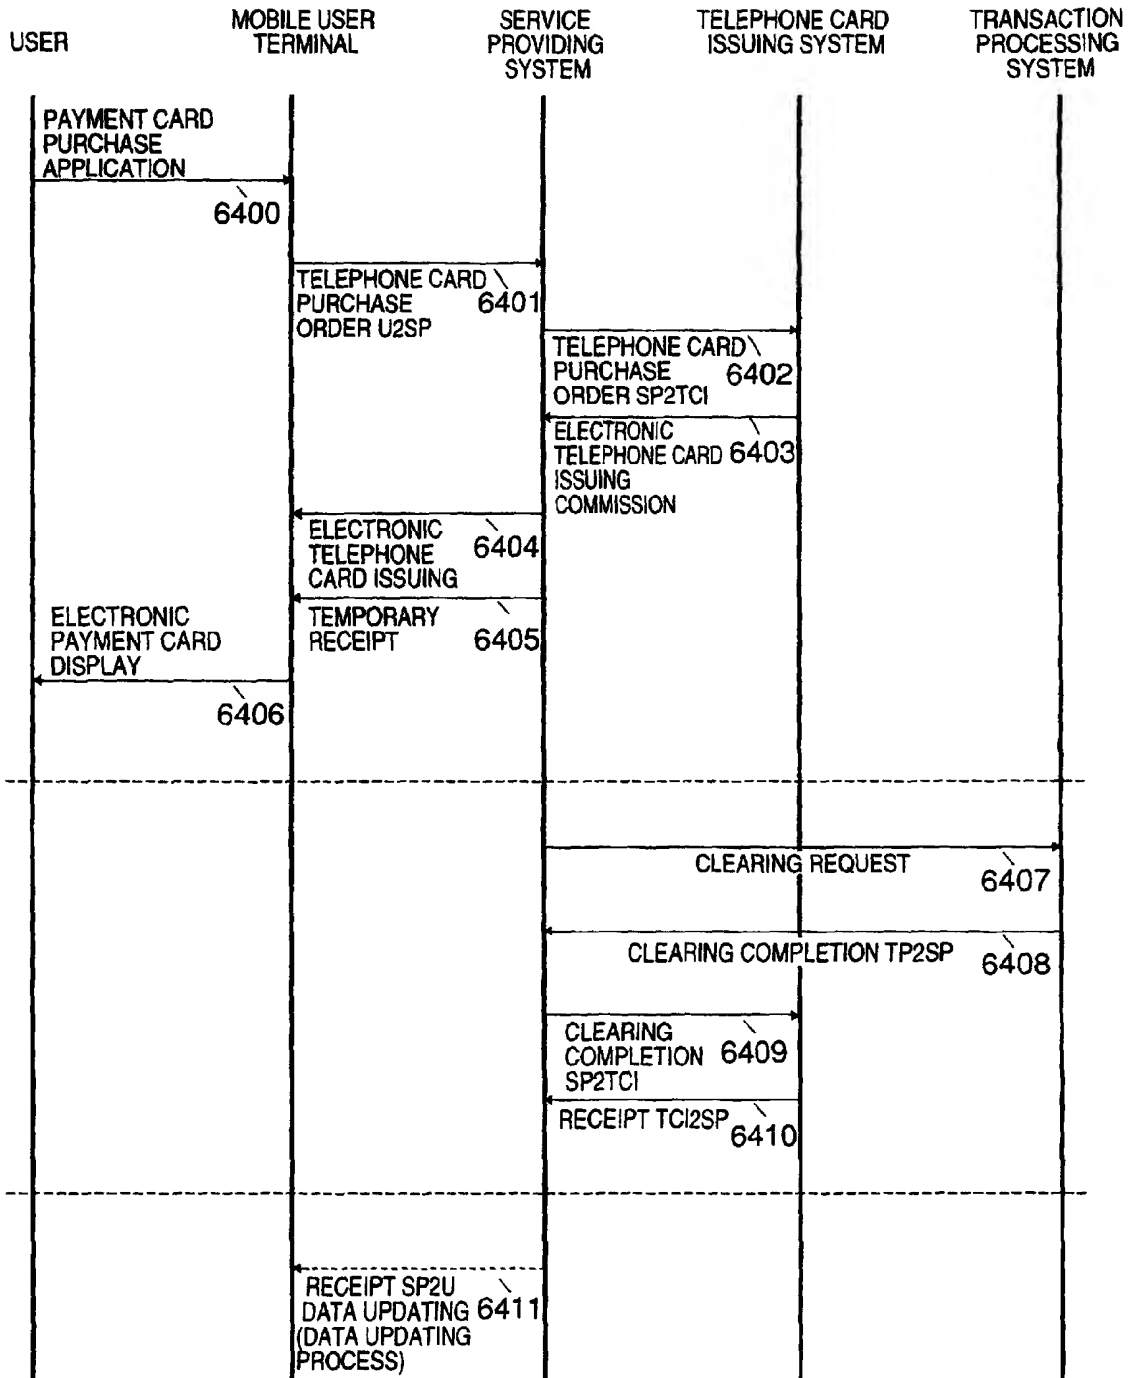 USER
MOBILE USER
TERMINAL
SERVICE
PROVIDING
SYSTEM
TELEPHONE CARD
ISSUING SYSTEM
TRANSACTION
PROCESSING
SYSTEM
PAYMENT CARD
PURCHASE
APPLICATION
6400
TELEPHONE CARD
PURCHASE
ORDER U2SP
6401
TELEPHONE CARD
PURCHASE
ORDER SP2TCI
6402
ELECTRONIC
TELEPHONE CARD
ISSUING
COMMISSION
6403
ELECTRONIC
TELEPHONE
CARD ISSUING
6404
TEMPORARY
RECEIPT
6405
ELECTRONIC
PAYMENT CARD
DISPLAY
6406
CLEARING REQUEST
6407
CLEARING COMPLETION TP2SP
6408
CLEARING
COMPLETION
SP2TCI
6409
RECEIPT TCI2SP
6410
RECEIPT SP2U
DATA UPDATING
(DATA UPDATING
PROCESS)
6411